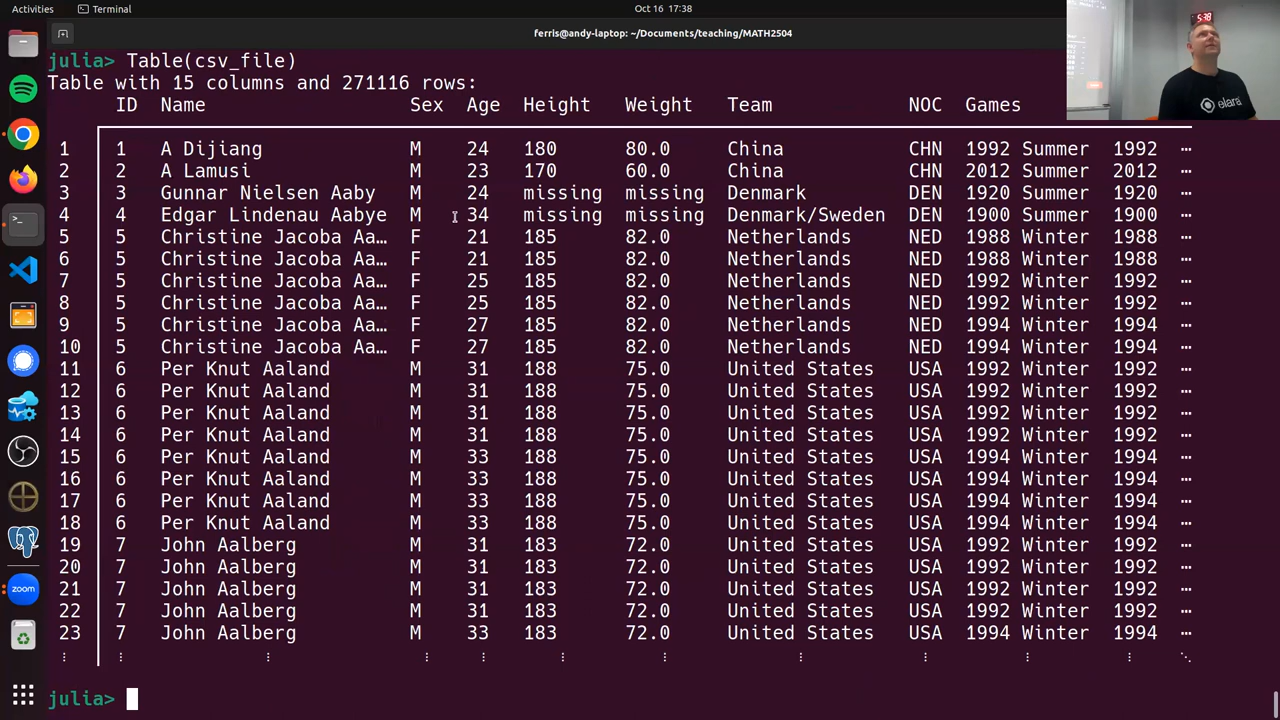 Activities Terminal Oct 16 17:38
ferris@andy-laptop: ~/Documents/teaching/MATH2504
5:38
elara
julia> Table(csv_file)
Table with 15 columns and 271116 rows:
ID Name Sex Age Height Weight Team NOC Games
1 1 A Dijiang M 24 180 80.0 China CHN 1992 Summer 1992 …
2 2 A Lamusi M 23 170 60.0 China CHN 2012 Summer 2012 …
3 3 Gunnar Nielsen Aaby M 24 missing missing Denmark DEN 1920 Summer 1920 …
4 4 Edgar Lindenau Aabye M 34 missing missing Denmark/Sweden DEN 1900 Summer 1900 …
5 5 Christine Jacoba Aa… F 21 185 82.0 Netherlands NED 1988 Winter 1988 …
6 5 Christine Jacoba Aa… F 21 185 82.0 Netherlands NED 1988 Winter 1988 …
7 5 Christine Jacoba Aa… F 25 185 82.0 Netherlands NED 1992 Winter 1992 …
8 5 Christine Jacoba Aa… F 25 185 82.0 Netherlands NED 1992 Winter 1992 …
9 5 Christine Jacoba Aa… F 27 185 82.0 Netherlands NED 1994 Winter 1994 …
10 5 Christine Jacoba Aa… F 27 185 82.0 Netherlands NED 1994 Winter 1994 …
11 6 Per Knut Aaland M 31 188 75.0 United States USA 1992 Winter 1992 …
12 6 Per Knut Aaland M 31 188 75.0 United States USA 1992 Winter 1992 …
13 6 Per Knut Aaland M 31 188 75.0 United States USA 1992 Winter 1992 …
14 6 Per Knut Aaland M 31 188 75.0 United States USA 1992 Winter 1992 …
15 6 Per Knut Aaland M 33 188 75.0 United States USA 1994 Winter 1994 …
16 6 Per Knut Aaland M 33 188 75.0 United States USA 1994 Winter 1994 …
17 6 Per Knut Aaland M 33 188 75.0 United States USA 1994 Winter 1994 …
18 6 Per Knut Aaland M 33 188 75.0 United States USA 1994 Winter 1994 …
19 7 John Aalberg M 31 183 72.0 United States USA 1992 Winter 1992 …
20 7 John Aalberg M 31 183 72.0 United States USA 1992 Winter 1992 …
21 7 John Aalberg M 31 183 72.0 United States USA 1992 Winter 1992 …
22 7 John Aalberg M 31 183 72.0 United States USA 1992 Winter 1992 …
23 7 John Aalberg M 33 183 72.0 United States USA 1994 Winter 1994 …
⋮ ⋮ ⋮ ⋮ ⋮ ⋮ ⋮ ⋮ ⋮ ⋮ ⋮ ⋱
zoom
julia>